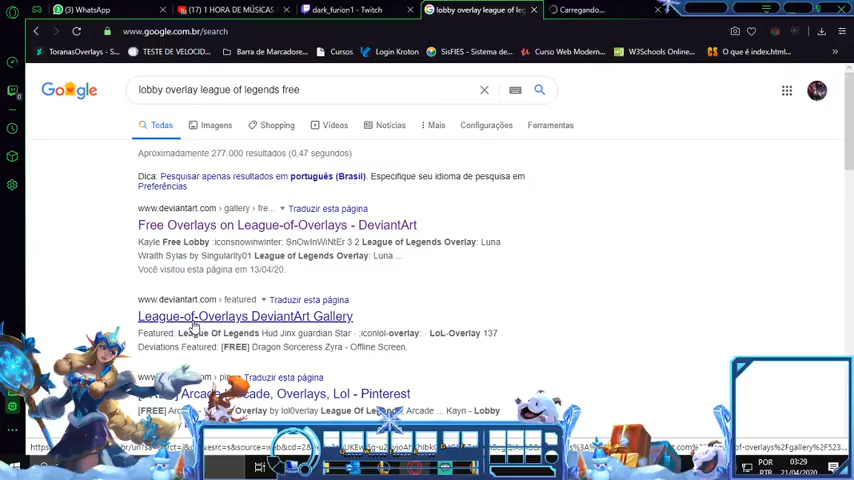 (3) WhatsApp
(17) 1 HORA DE MÚSICAS
dark_furion1 - Twitch
lobby overlay league of leg
Carregando...
www.google.com.br/search
ToranasOverlays - S...
TESTE DE VELOCID...
Barra de Marcadore...
Cursos
Login Kroton
SisFIES - Sistema de...
Curso Web Modern...
W3Schools Online...
O que é index.html...
Google
lobby overlay league of legends free
Todas
Imagens
Shopping
Vídeos
Notícias
Mais
Configurações
Ferramentas
Aproximadamente 277.000 resultados (0,47 segundos)
Dica: Pesquisar apenas resultados em português (Brasil). Especifique seu idioma de pesquisa em
Preferências
www.deviantart.com › gallery › fre... Traduzir esta página
Free Overlays on League-of-Overlays - DeviantArt
Kayle Free Lobby :iconsnowinwinter: SnOwInWiNtEr 3 2 League of Legends Overlay: Luna
Wraith Sylas by Singularity01 League of Legends Overlay: Luna ...
Você visitou esta página em 13/04/20.
www.deviantart.com › featured Traduzir esta página
League-of-Overlays DeviantArt Gallery
Featured: League Of Legends Hud Jinx guardian Star · :iconlol-overlay: · LoL-Overlay 137
Deviations Featured: [FREE] Dragon Sorceress Zyra - Offline Screen.
Traduzir esta página
Arcade, Overlays, Lol - Pinterest
[FREE]
Overlay by lol0verlay League Of
Arcade ... Kayn - Lobby
POR
PTB
03:29
21/04/2020